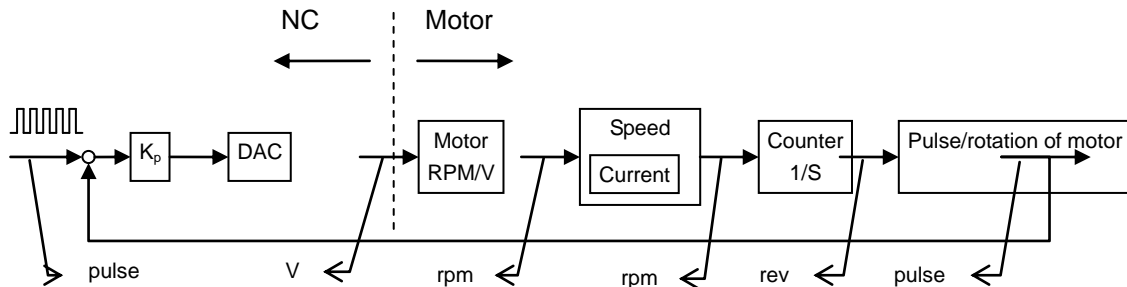 NC
Motor
Kp
DAC
Motor
RPM/V
Speed
Current
Counter
1/S
Pulse/rotation of motor
pulse
V
rpm
rpm
rev
pulse